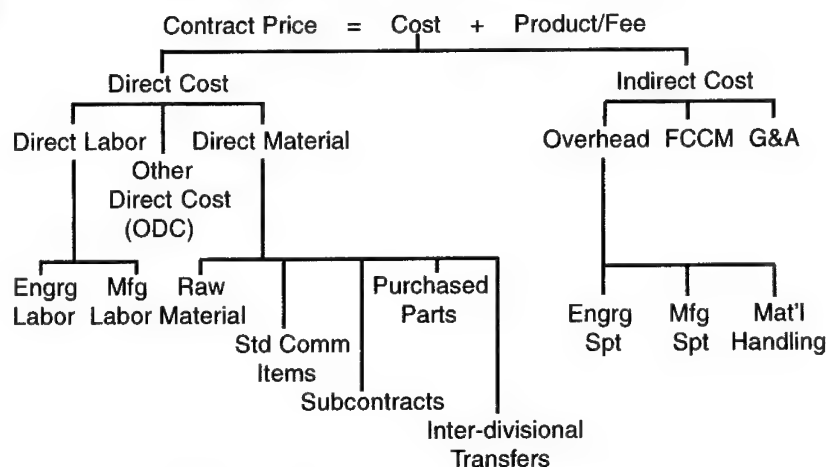 Contract Price = Cost + Product/Fee
Direct Cost
Indirect Cost
Direct Labor
Other
Direct Cost
(ODC)
Direct Material
Overhead
FCCM
G&A
Engrg
Labor
Mfg
Labor
Raw
Material
Std Comm
Items
Subcontracts
Purchased
Parts
Inter-divisional
Transfers
Engrg
Spt
Mfg
Spt
Mat'l
Handling